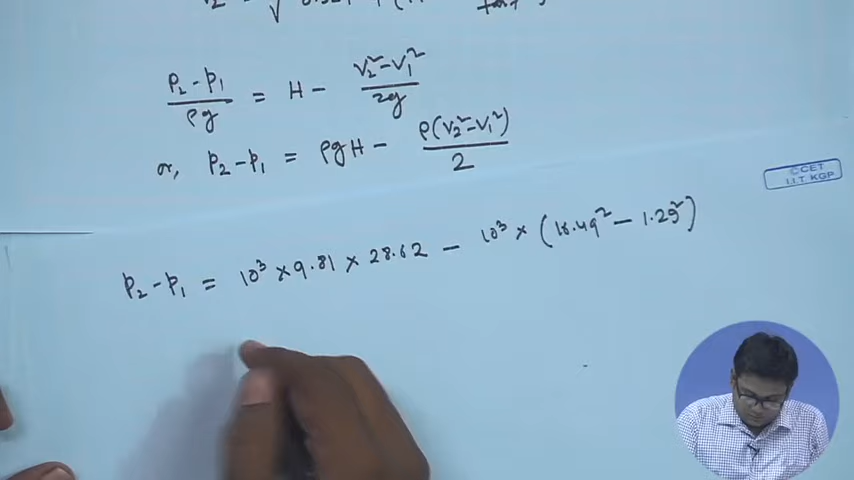 (p₂ - p₁)/ρg = H - (V₂² - V₁²)/2g
or, p₂ - p₁ = ρgH - ρ(V₂² - V₁²)/2
© CET
I.I.T. KGP
p₂ - p₁ = 10³ × 9.81 × 28.62 - 10³ × (18.49² - 1.29²)